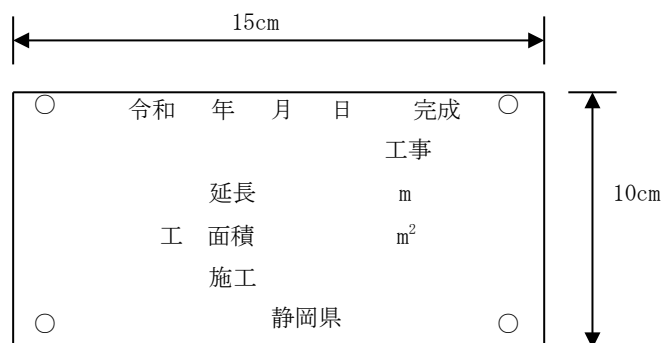 15cm
○ 令和 年 月 日 完成 ○
工事
延長 m
工 面積 m²
施工
静岡県
○ ○
10cm